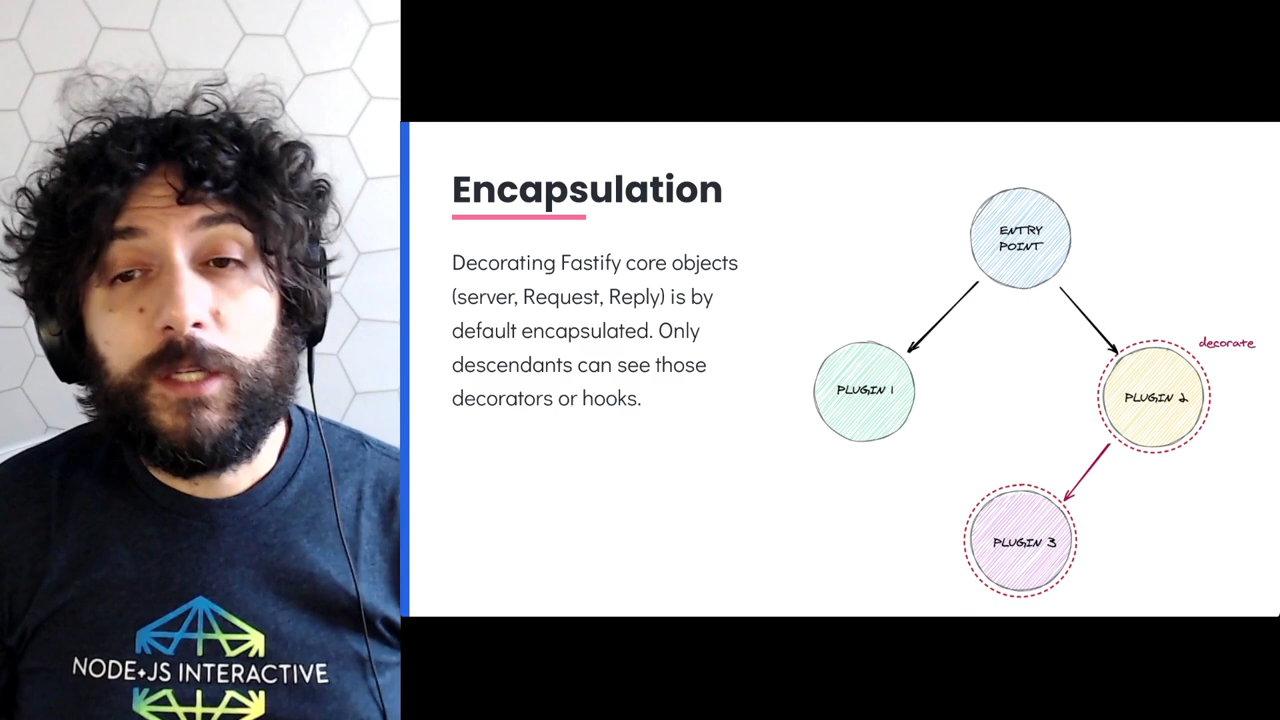 Encapsulation
Decorating Fastify core objects
(server, Request, Reply) is by
default encapsulated. Only
descendants can see those
decorators or hooks.
ENTRY
POINT
PLUGIN 1
decorate
PLUGIN 2
PLUGIN 3
NODE+JS INTERACTIVE